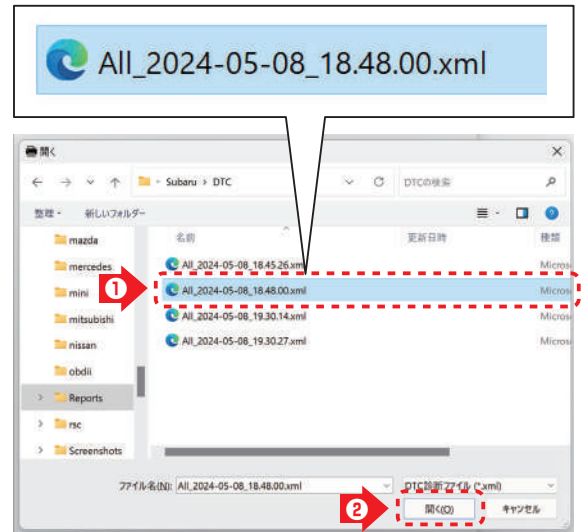 All_2024-05-08_18.48.00.xml
開く
Subaru > DTC
DTCの検索
整理
新しいフォルダー
名前
更新日時
種類
mazda
mercedes
mini
mitsubishi
nissan
obdii
Reports
rsc
Screenshots
All_2024-05-08_18.45.26.xml
Micros
1
All_2024-05-08_18.48.00.xml
Micros
All_2024-05-08_19.30.14.xml
Micros
All_2024-05-08_19.30.27.xml
Micros
ファイル名(N):
All_2024-05-08_18.48.00.xml
DTC診断ファイル (*.xml)
2
開く(O)
キャンセル